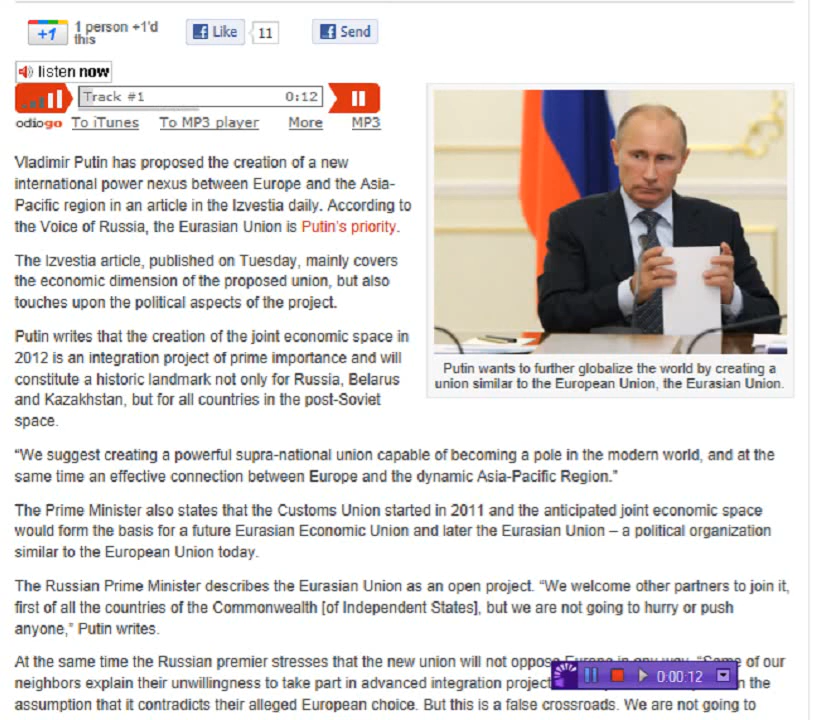 +1
1 person +1'd
this
Like
11
Send
listen now
Track #1
0:12
odiogo To iTunes To MP3 player More MP3
Vladimir Putin has proposed the creation of a new
international power nexus between Europe and the Asia-
Pacific region in an article in the Izvestia daily. According to
the Voice of Russia, the Eurasian Union is Putin's priority.
The Izvestia article, published on Tuesday, mainly covers
the economic dimension of the proposed union, but also
touches upon the political aspects of the project.
Putin writes that the creation of the joint economic space in
2012 is an integration project of prime importance and will
constitute a historic landmark not only for Russia, Belarus
and Kazakhstan, but for all countries in the post-Soviet
space.
Putin wants to further globalize the world by creating a
union similar to the European Union, the Eurasian Union.
“We suggest creating a powerful supra-national union capable of becoming a pole in the modern world, and at the
same time an effective connection between Europe and the dynamic Asia-Pacific Region.”
The Prime Minister also states that the Customs Union started in 2011 and the anticipated joint economic space
would form the basis for a future Eurasian Economic Union and later the Eurasian Union – a political organization
similar to the European Union today.
The Russian Prime Minister describes the Eurasian Union as an open project. “We welcome other partners to join it,
first of all the countries of the Commonwealth [of Independent States], but we are not going to hurry or push
anyone,” Putin writes.
At the same time the Russian premier stresses that the new union will not oppose Europe in any way. “Some of our
neighbors explain their unwillingness to take part in advanced integration project n the
0:00:12
assumption that it contradicts their alleged European choice. But this is a false crossroads. We are not going to